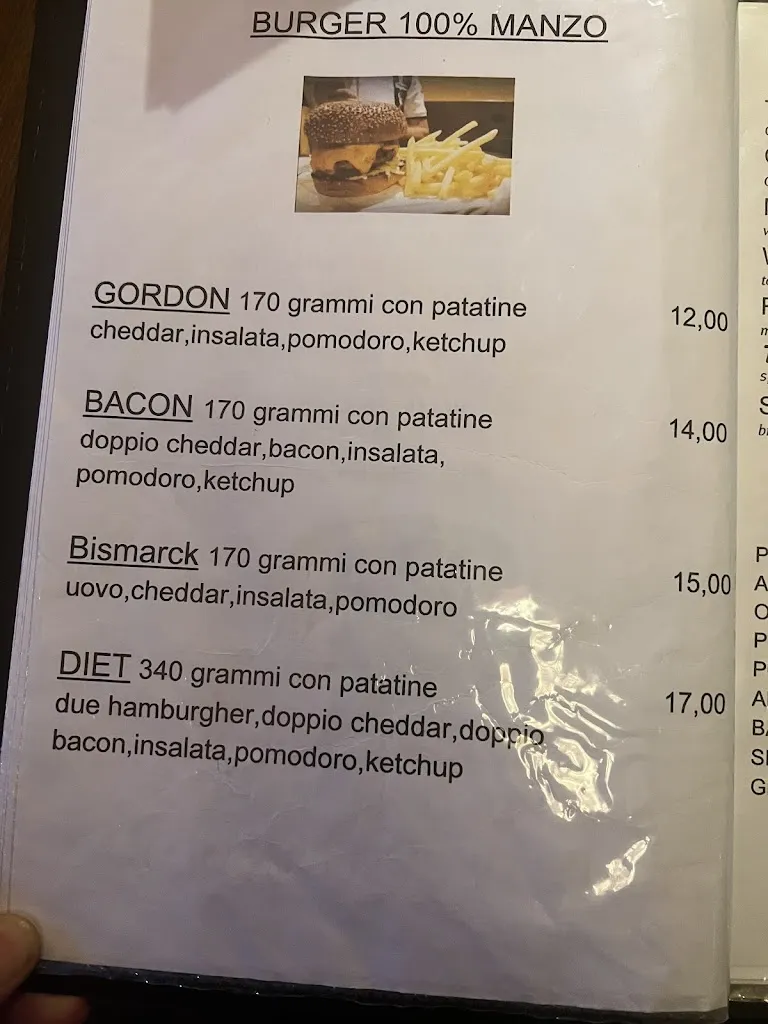 BURGER 100% MANZO
GORDON 170 grammi con patatine 12,00
cheddar,insalata,pomodoro,ketchup
BACON 170 grammi con patatine 14,00
doppio cheddar,bacon,insalata,
pomodoro,ketchup
Bismarck 170 grammi con patatine 15,00
uovo,cheddar,insalata,pomodoro
DIET 340 grammi con patatine 17,00
due hamburgher,doppio cheddar,doppio
bacon,insalata,pomodoro,ketchup